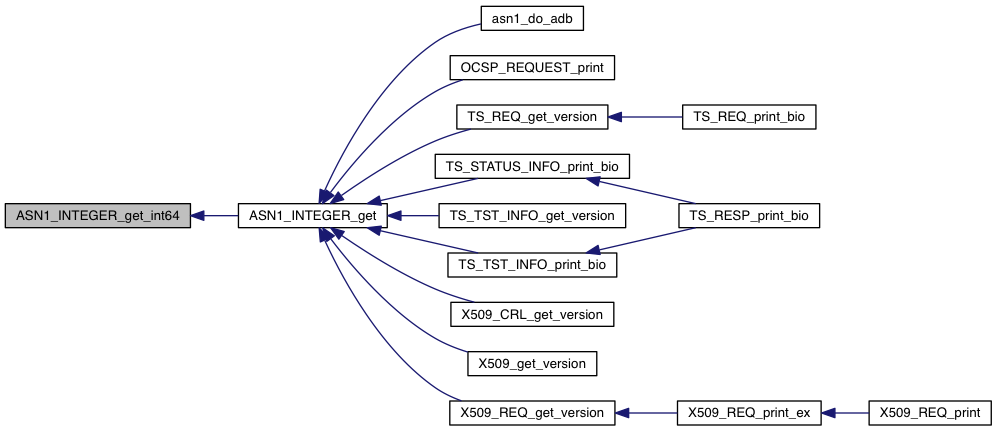 asn1_do_adb
OCSP_REQUEST_print
TS_REQ_get_version
TS_REQ_print_bio
TS_STATUS_INFO_print_bio
ASN1_INTEGER_get_int64
ASN1_INTEGER_get
TS_TST_INFO_get_version
TS_RESP_print_bio
TS_TST_INFO_print_bio
X509_CRL_get_version
X509_get_version
X509_REQ_get_version
X509_REQ_print_ex
X509_REQ_print